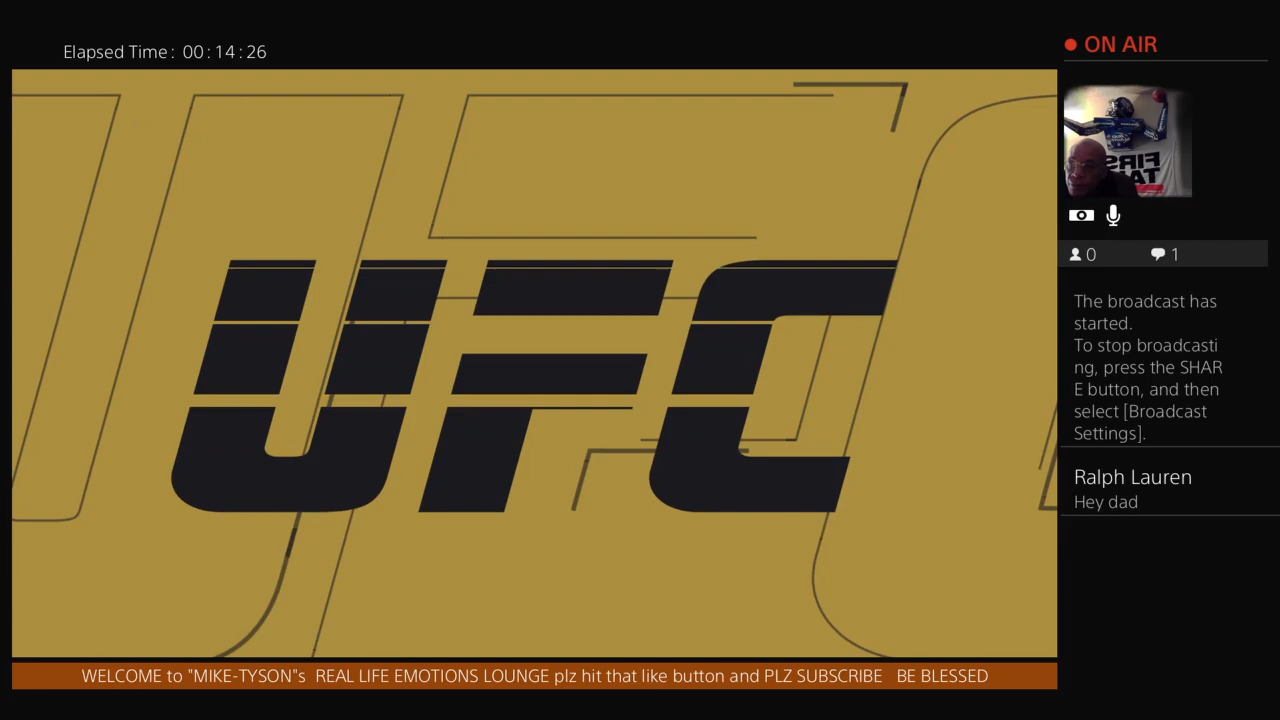 Elapsed Time: 00:14:26
ON AIR
UFC
0
1
The broadcast has
started.
To stop broadcasti
ng, press the SHAR
E button, and then
select [Broadcast
Settings].
Ralph Lauren
Hey dad
WELCOME to "MIKE-TYSON"s  REAL LIFE EMOTIONS LOUNGE plz hit that like button and PLZ SUBSCRIBE   BE BLESSED